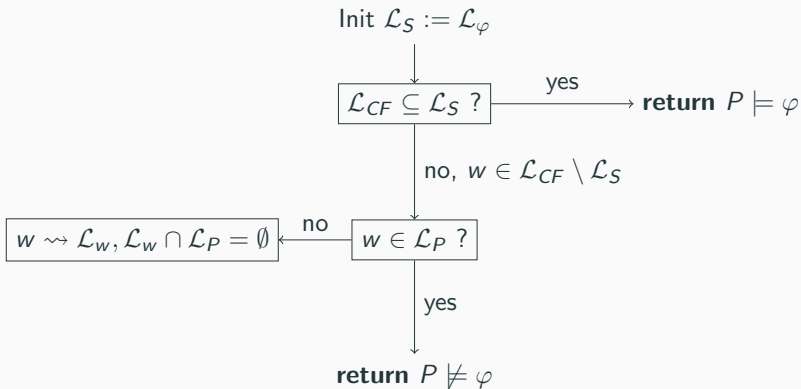 Init 𝓛_S := 𝓛_φ
𝓛_CF ⊆ 𝓛_S ?
yes
return P ⊨ φ
no, w ∈ 𝓛_CF \ 𝓛_S
w ⇝ 𝓛_w, 𝓛_w ∩ 𝓛_P = ∅
no
w ∈ 𝓛_P ?
yes
return P ⊭ φ